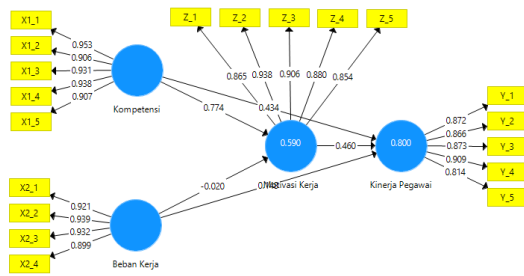 Z_1
Z_2
Z_3
Z_4
Z_5
X1_1
X1_2
X1_3
X1_4
X1_5
0.953
0.906
0.931
0.938
0.907
Kompetensi
0.865
0.938
0.906
0.880
0.854
0.434
0.774
0.590
Motivasi Kerja
0.460
0.800
Kinerja Pegawai
Y_1
Y_2
Y_3
Y_4
Y_5
0.872
0.866
0.873
0.909
0.814
-0.020
X2_1
X2_2
X2_3
X2_4
0.921
0.939
0.932
0.899
Beban Kerja